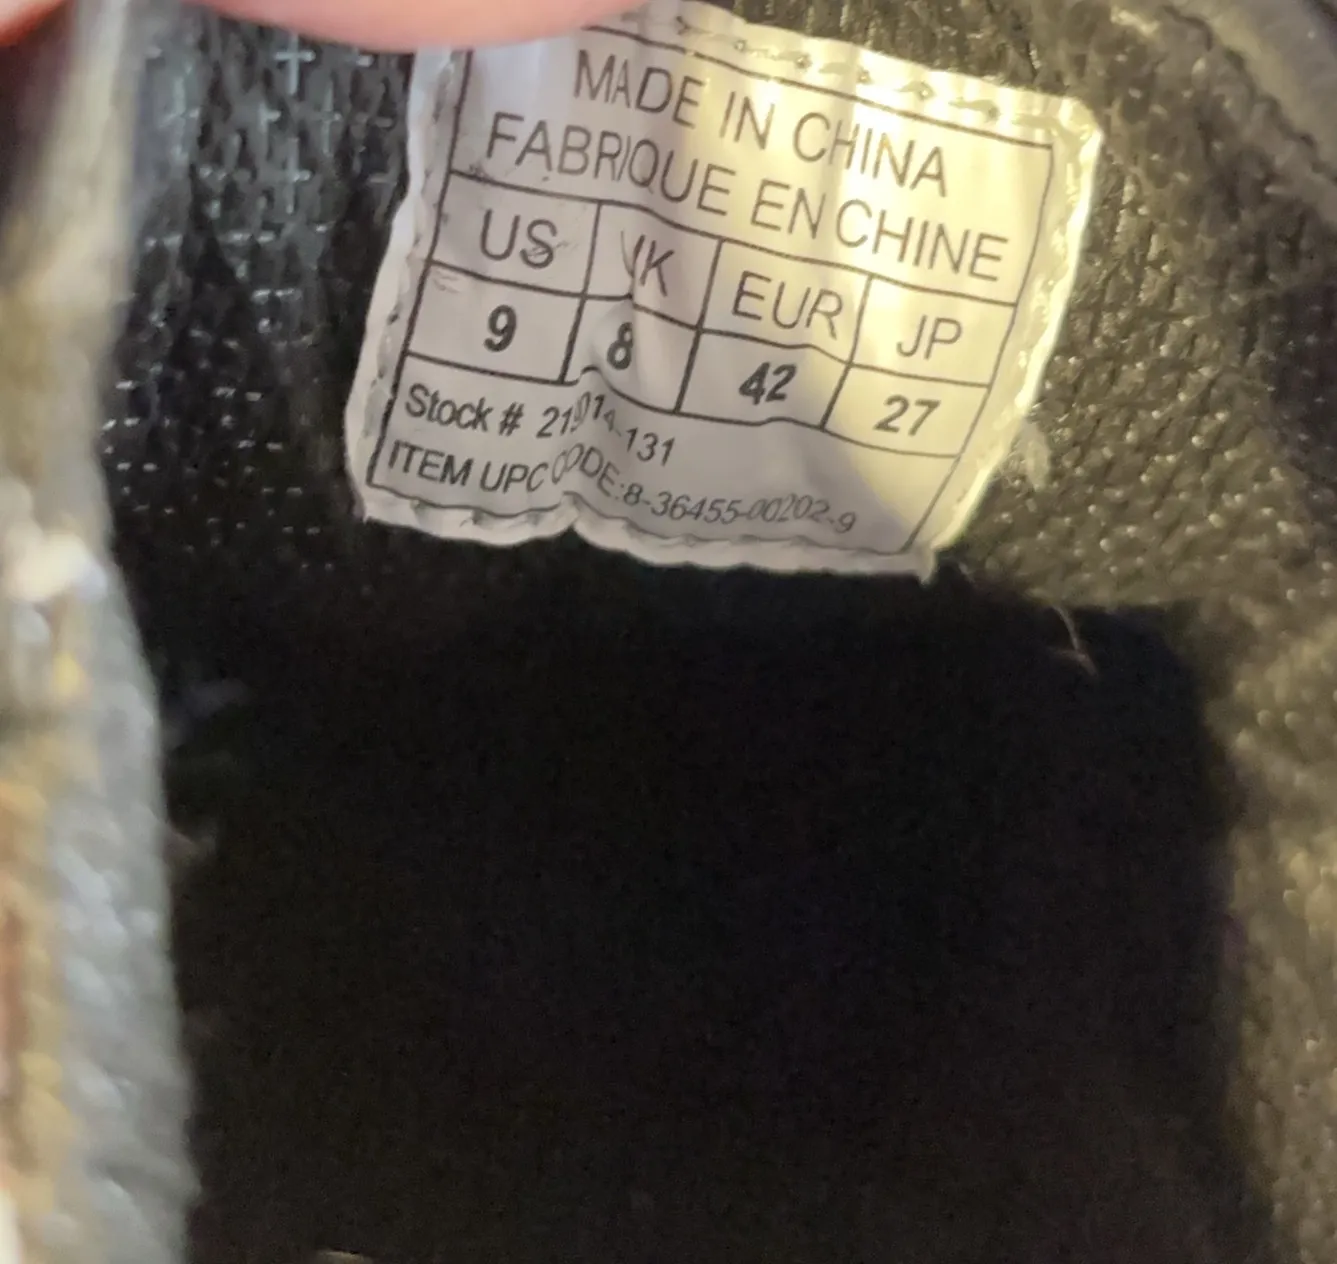 MADE IN CHINA
FABRIQUE EN CHINE
US UK EUR JP
9 8 42 27
Stock #
ITEM UPC CODE:8-36455-00202-9